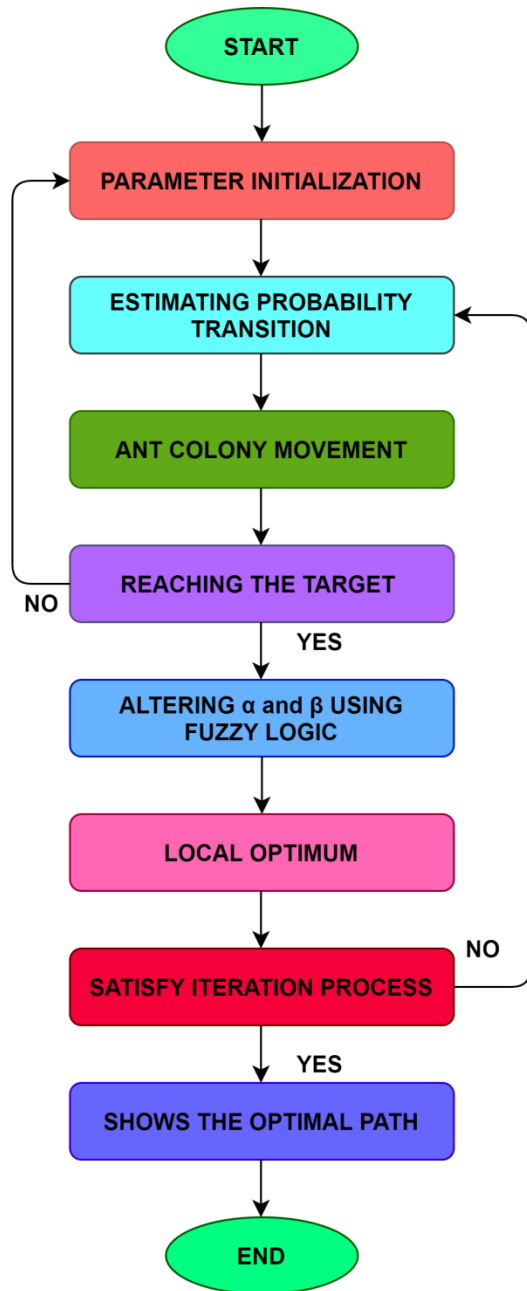 START
PARAMETER INITIALIZATION
ESTIMATING PROBABILITY
TRANSITION
ANT COLONY MOVEMENT
REACHING THE TARGET
NO
YES
ALTERING α and β USING
FUZZY LOGIC
LOCAL OPTIMUM
NO
SATISFY ITERATION PROCESS
YES
SHOWS THE OPTIMAL PATH
END